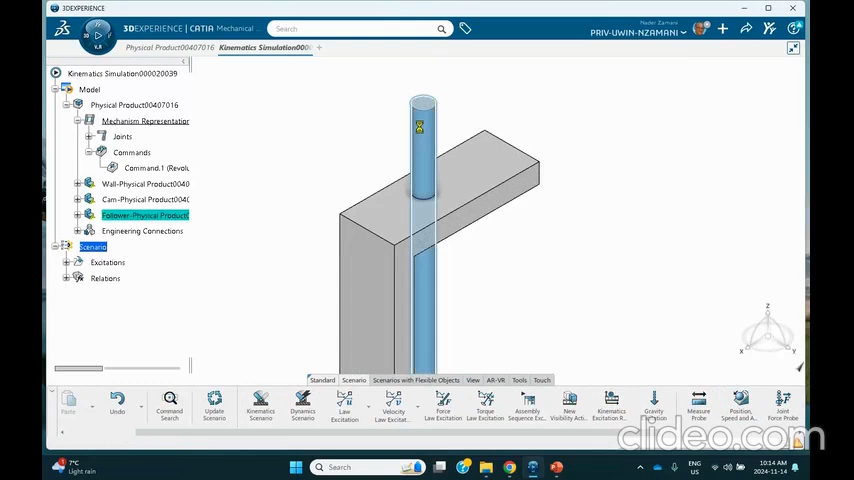 3DEXPERIENCE
3DEXPERIENCE | CATIA Mechanical ...
Search
Nader Zamani
PRIV-UWIN-NZAMANI
3D
V.R
Physical Product00407016
Kinematics Simulation000
Kinematics Simulation000020039
Model
Physical Product00407016
Mechanism Representation
Joints
Commands
Command.1 (Revolu
Wall-Physical Product0040
Cam-Physical Product0040
Follower-Physical Product0
Engineering Connections
Scenario
Excitations
Relations
Z
X
Y
Standard
Scenario
Scenarios with Flexible Objects
View
AR-VR
Tools
Touch
Paste
Undo
Command Search
Update Scenario
Kinematics Scenario
Dynamics Scenario
Law Excitation
Velocity Law Excitat...
Force Law Excitation
Torque Law Excitation
Assembly Sequence Exc...
New Visibility Acti...
Kinematics Excitation R...
Gravity Excitation
Measure Probe
Position, Speed and A...
Joint Force Probe
clideo.com
7°C
Light rain
Search
ENG
US
10:14 AM
2024-11-14